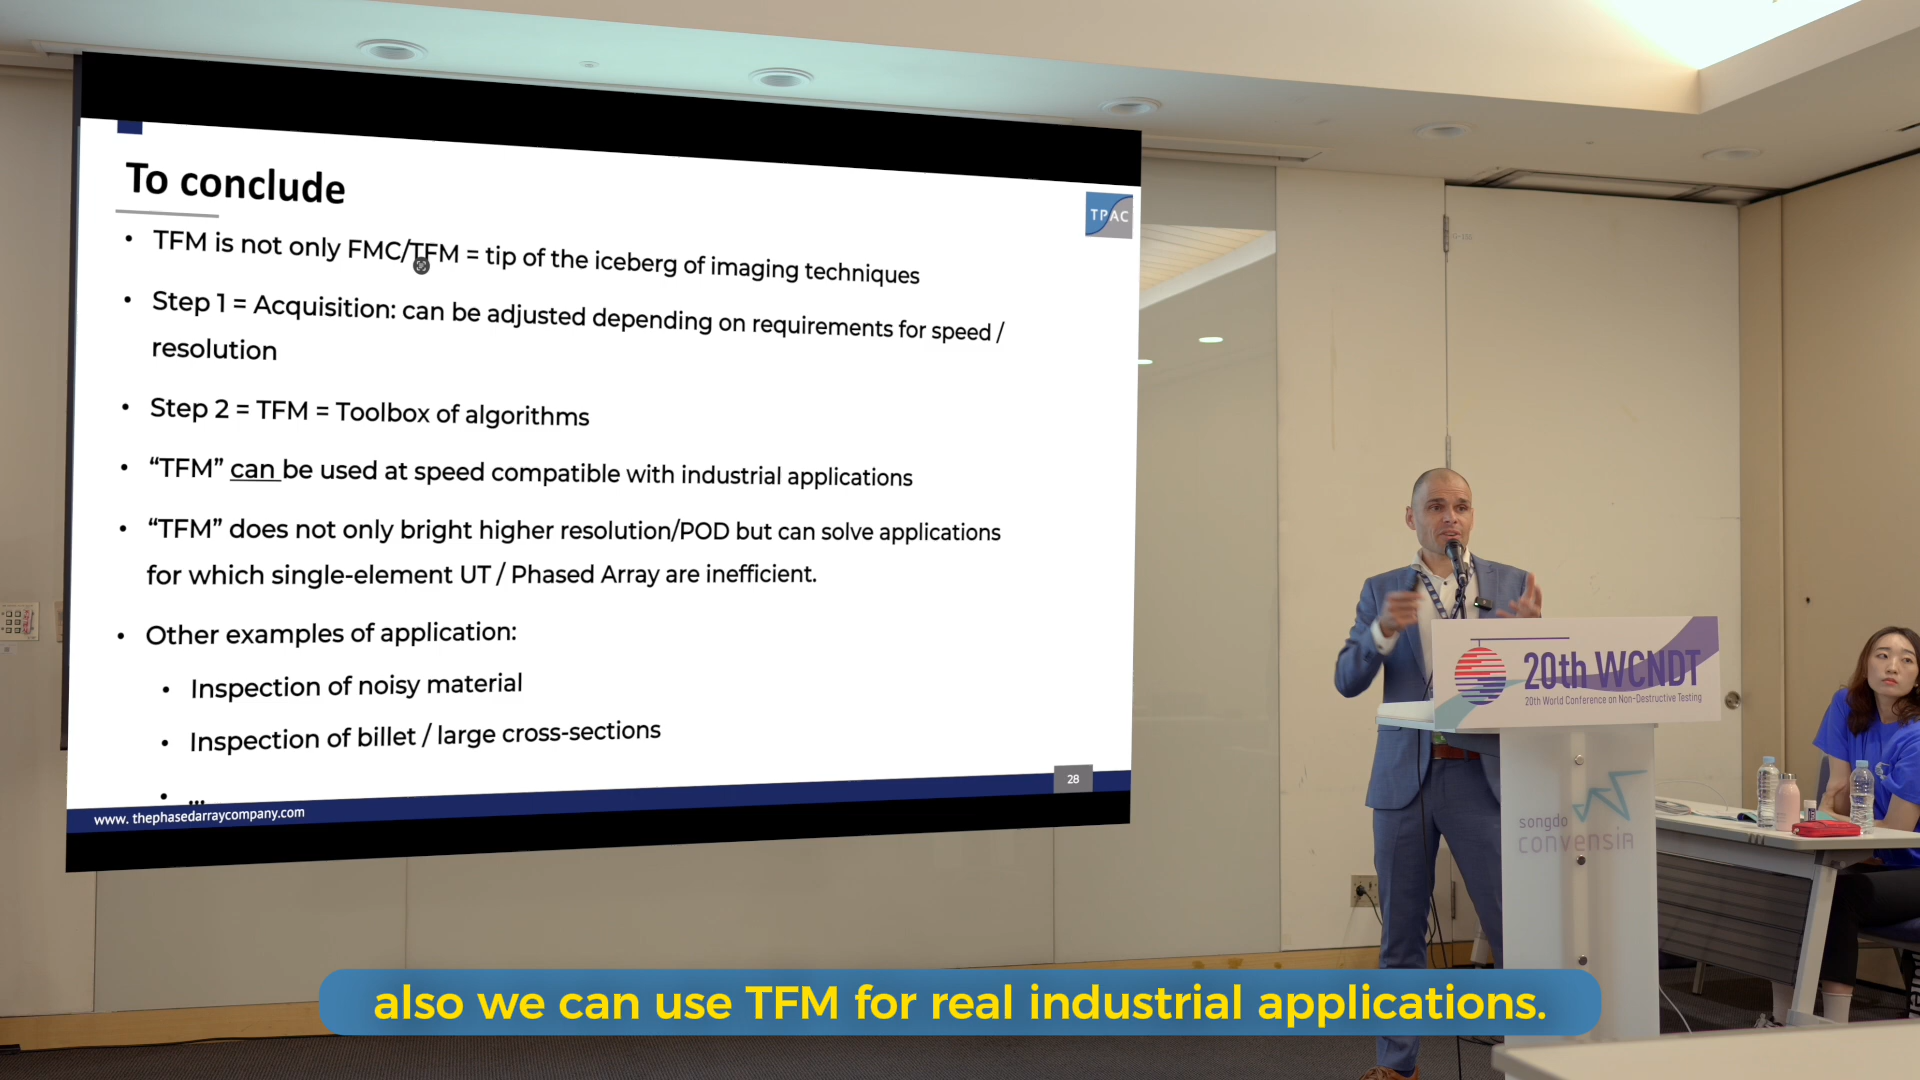 To conclude
TPAC
• TFM is not only FMC/TFM = tip of the iceberg of imaging techniques
• Step 1 = Acquisition: can be adjusted depending on requirements for speed /
resolution
• Step 2 = TFM = Toolbox of algorithms
• “TFM” can be used at speed compatible with industrial applications
• “TFM” does not only bright higher resolution/POD but can solve applications
for which single-element UT / Phased Array are inefficient.
• Other examples of application:
• Inspection of noisy material
• Inspection of billet / large cross-sections
• ...
28
www. thephasedarraycompany.com
20th WCNDT
20th World Conference on Non-Destructive Testing
songdo
convensia
also we can use TFM for real industrial applications.